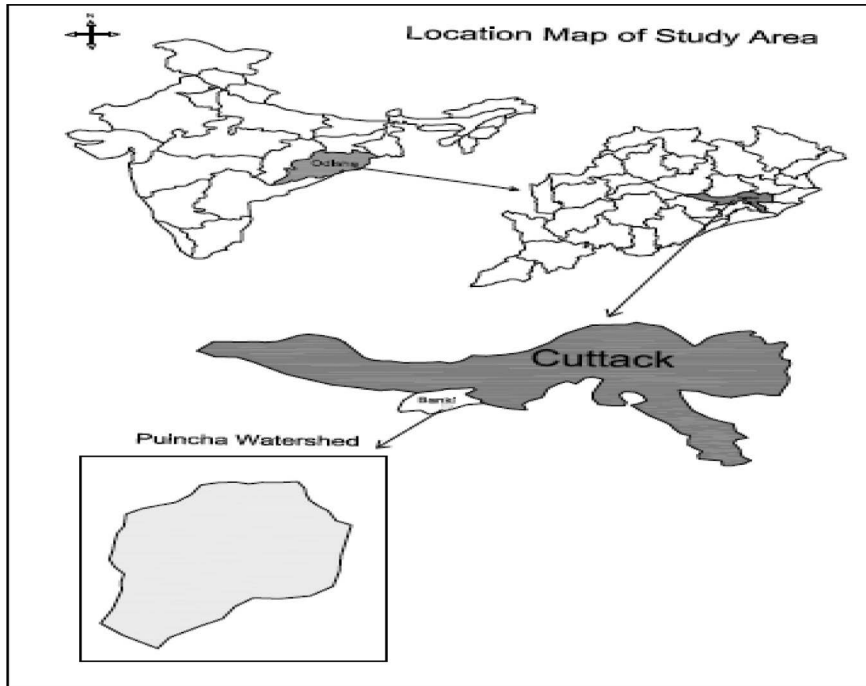 N
Location Map of Study Area
Odisha
Cuttack
Banki
Puincha Watershed